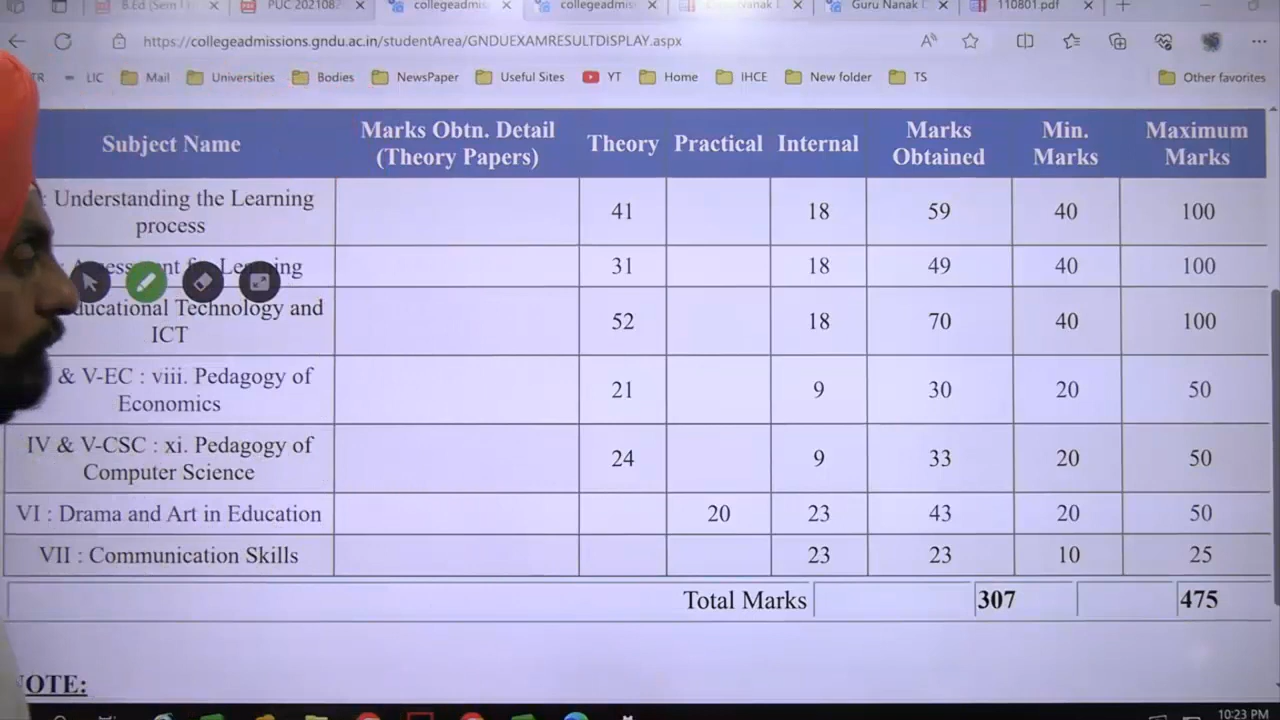 B.Ed (Sem I PUC 202108 collegeadmis collegeadmi Guru Nanak 110801.pdf
https://collegeadmissions.gndu.ac.in/studentArea/GNDUEXAMRESULTDISPLAY.aspx
TR LIC Mail Universities Bodies NewsPaper Useful Sites YT Home IHCE New folder TS Other favorites
Subject Name Marks Obtn. Detail (Theory Papers) Theory Practical Internal Marks Obtained Min. Marks Maximum Marks
: Understanding the Learning process 41 18 59 40 100
Learning 31 18 49 40 100
ducational Technology and ICT 52 18 70 40 100
& V-EC : viii. Pedagogy of Economics 21 9 30 20 50
IV & V-CSC : xi. Pedagogy of Computer Science 24 9 33 20 50
VI : Drama and Art in Education 20 23 43 20 50
VII : Communication Skills 23 23 10 25
Total Marks 307 475
OTE:
10:23 PM